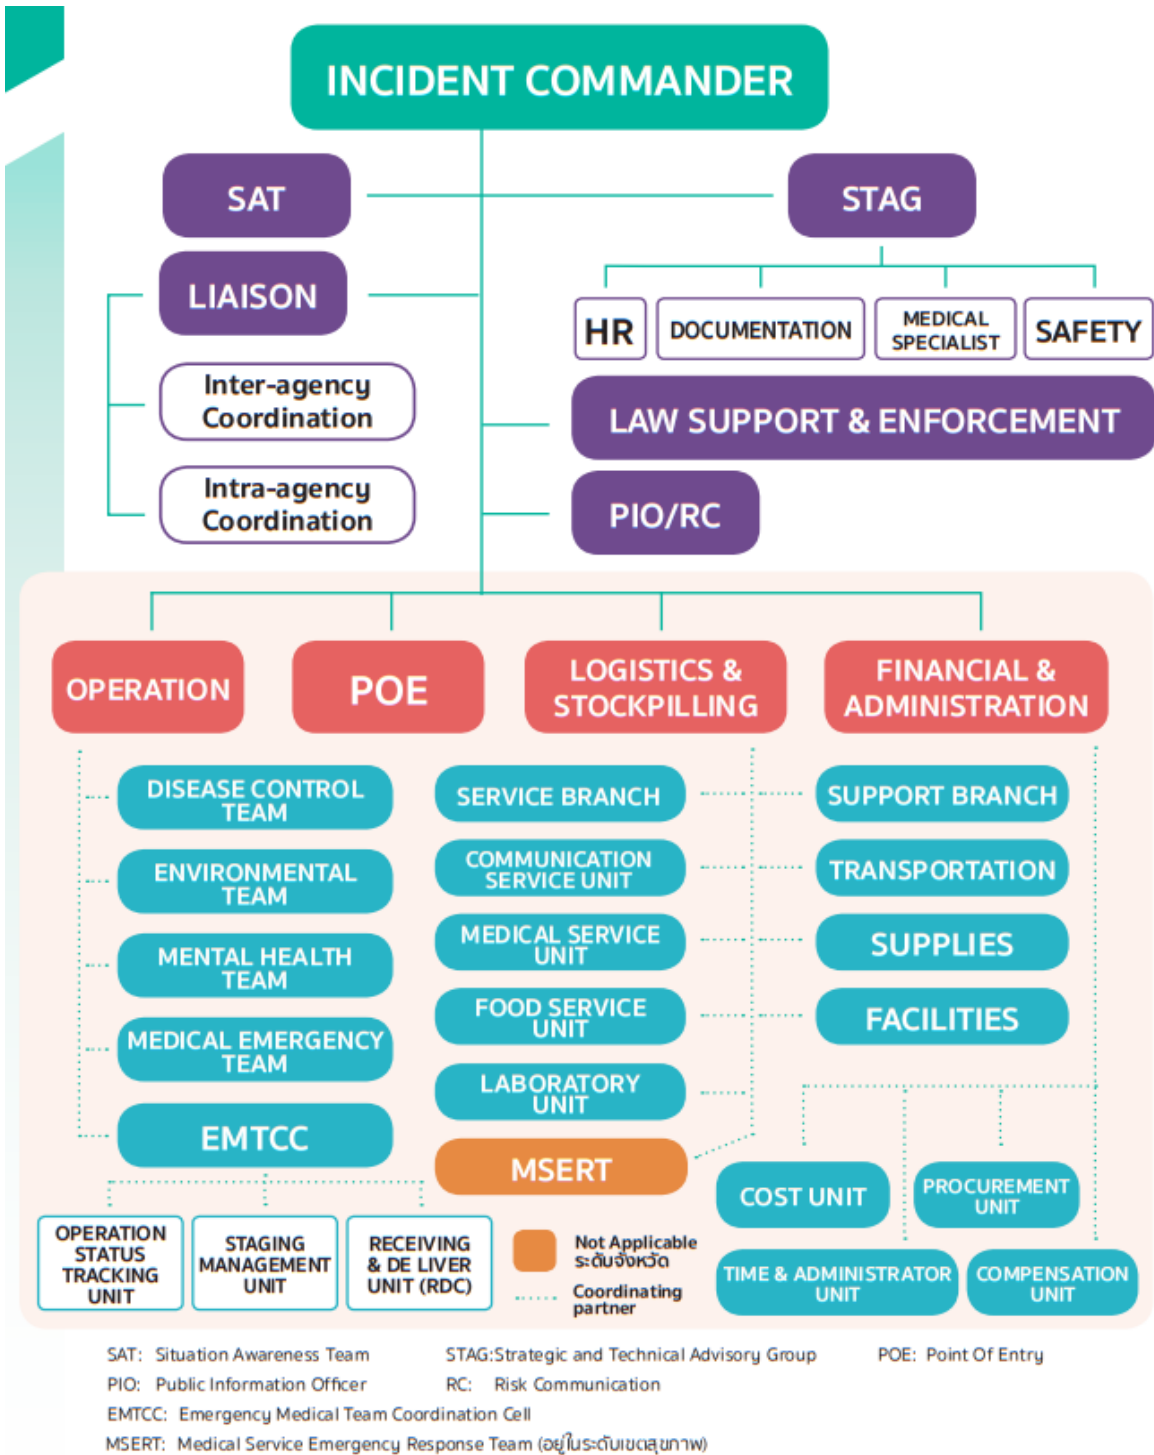 INCIDENT COMMANDER
SAT
STAG
LIAISON
HR
DOCUMENTATION
MEDICAL
SPECIALIST
SAFETY
Inter-agency
Coordination
LAW SUPPORT & ENFORCEMENT
Intra-agency
Coordination
PIO/RC
OPERATION
POE
LOGISTICS &
STOCKPILLING
FINANCIAL &
ADMINISTRATION
DISEASE CONTROL
TEAM
ENVIRONMENTAL
TEAM
MENTAL HEALTH
TEAM
MEDICAL EMERGENCY
TEAM
EMTCC
SERVICE BRANCH
COMMUNICATION
SERVICE UNIT
MEDICAL SERVICE
UNIT
FOOD SERVICE
UNIT
LABORATORY
UNIT
MSERT
SUPPORT BRANCH
TRANSPORTATION
SUPPLIES
FACILITIES
COST UNIT
PROCUREMENT
UNIT
TIME & ADMINISTRATOR
UNIT
COMPENSATION
UNIT
OPERATION
STATUS
TRACKING
UNIT
STAGING
MANAGEMENT
UNIT
RECEIVING
& DE LIVER
UNIT (RDC)
Not Applicable
ระดับจังหวัด
Coordinating
partner
SAT: Situation Awareness Team
STAG:Strategic and Technical Advisory Group
POE: Point Of Entry
PIO: Public Information Officer
RC: Risk Communication
EMTCC: Emergency Medical Team Coordination Cell
MSERT: Medical Service Emergency Response Team (อยู่ในระดับเขตสุขภาพ)